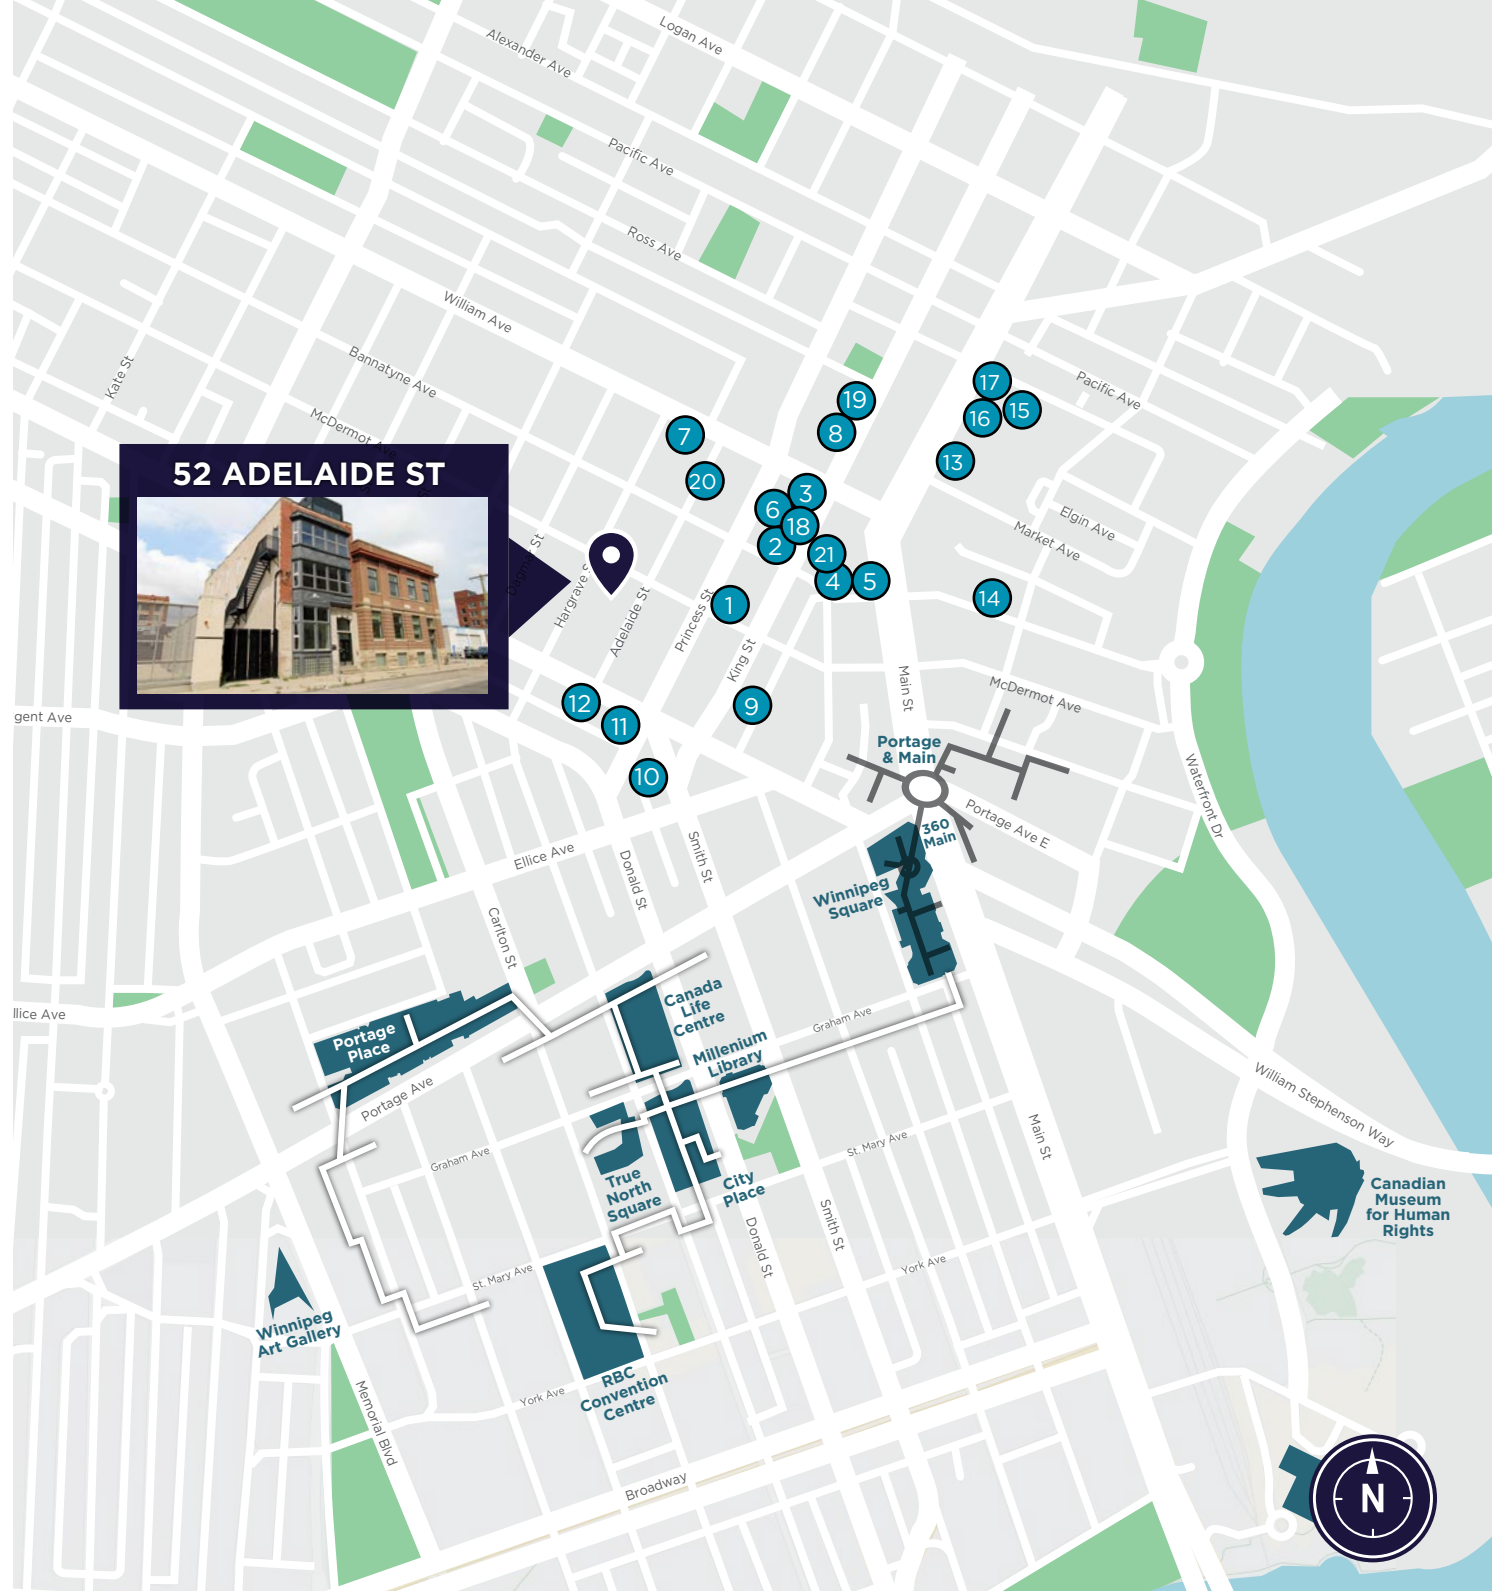 Logan Ave
Alexander Ave
Pacific Ave
Ross Ave
William Ave
Bannatyne Ave
Kate St
McDermot Ave
Pacific Ave
17
19
16
15
8
7
13
20
52 ADELAIDE ST
3
6
18
2
21
4
5
Elgin Ave
Market Ave
Dagmar St
Hargrave S
Adelaide St
Princess St
1
14
King St
12
11
9
10
Main St
McDermot Ave
gent Ave
Portage
& Main
Waterfront Dr
Portage Ave E
360
Main
Ellice Ave
Donald St
Smith St
Winnipeg
Square
Carlton St
Canada
Life
Centre
llice Ave
Portage
Place
Graham Ave
Millenium
Library
Portage Ave
William Stephenson Way
Graham Ave
St. Mary Ave
Main St
True
North
Square
City
Place
Canadian
Museum
for Human
Rights
Donald St
Smith St
St. Mary Ave
York Ave
Winnipeg
Art Gallery
RBC
Convention
Centre
York Ave
Memorial Blvd
Broadway
N